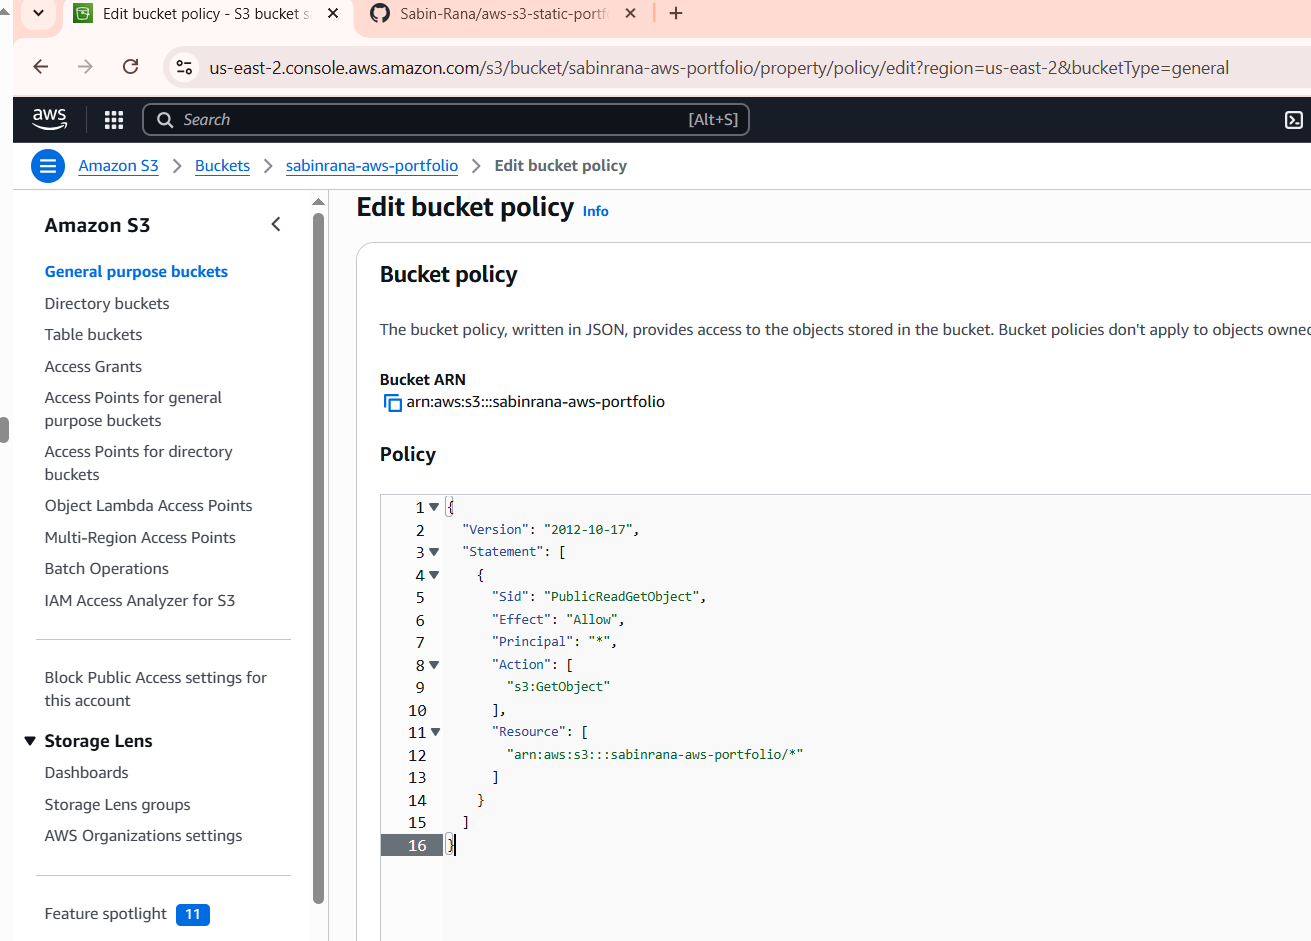 Edit bucket policy - S3 bucket s
Sabin-Rana/aws-s3-static-portf
us-east-2.console.aws.amazon.com/s3/bucket/sabinrana-aws-portfolio/property/policy/edit?region=us-east-2&bucketType=general
aws
Search
[Alt+S]
Amazon S3
Buckets
sabinrana-aws-portfolio
Edit bucket policy
Amazon S3
General purpose buckets
Directory buckets
Table buckets
Access Grants
Access Points for general
purpose buckets
Access Points for directory
buckets
Object Lambda Access Points
Multi-Region Access Points
Batch Operations
IAM Access Analyzer for S3
Block Public Access settings for
this account
Storage Lens
Dashboards
Storage Lens groups
AWS Organizations settings
Feature spotlight 11
Edit bucket policy Info
Bucket policy
The bucket policy, written in JSON, provides access to the objects stored in the bucket. Bucket policies don't apply to objects owned
Bucket ARN
arn:aws:s3:::sabinrana-aws-portfolio
Policy
1 {
2 "Version": "2012-10-17",
3 "Statement": [
4 {
5 "Sid": "PublicReadGetObject",
6 "Effect": "Allow",
7 "Principal": "*",
8 "Action": [
9 "s3:GetObject"
10 ],
11 "Resource": [
12 "arn:aws:s3:::sabinrana-aws-portfolio/*"
13 ]
14 }
15 ]
16 }